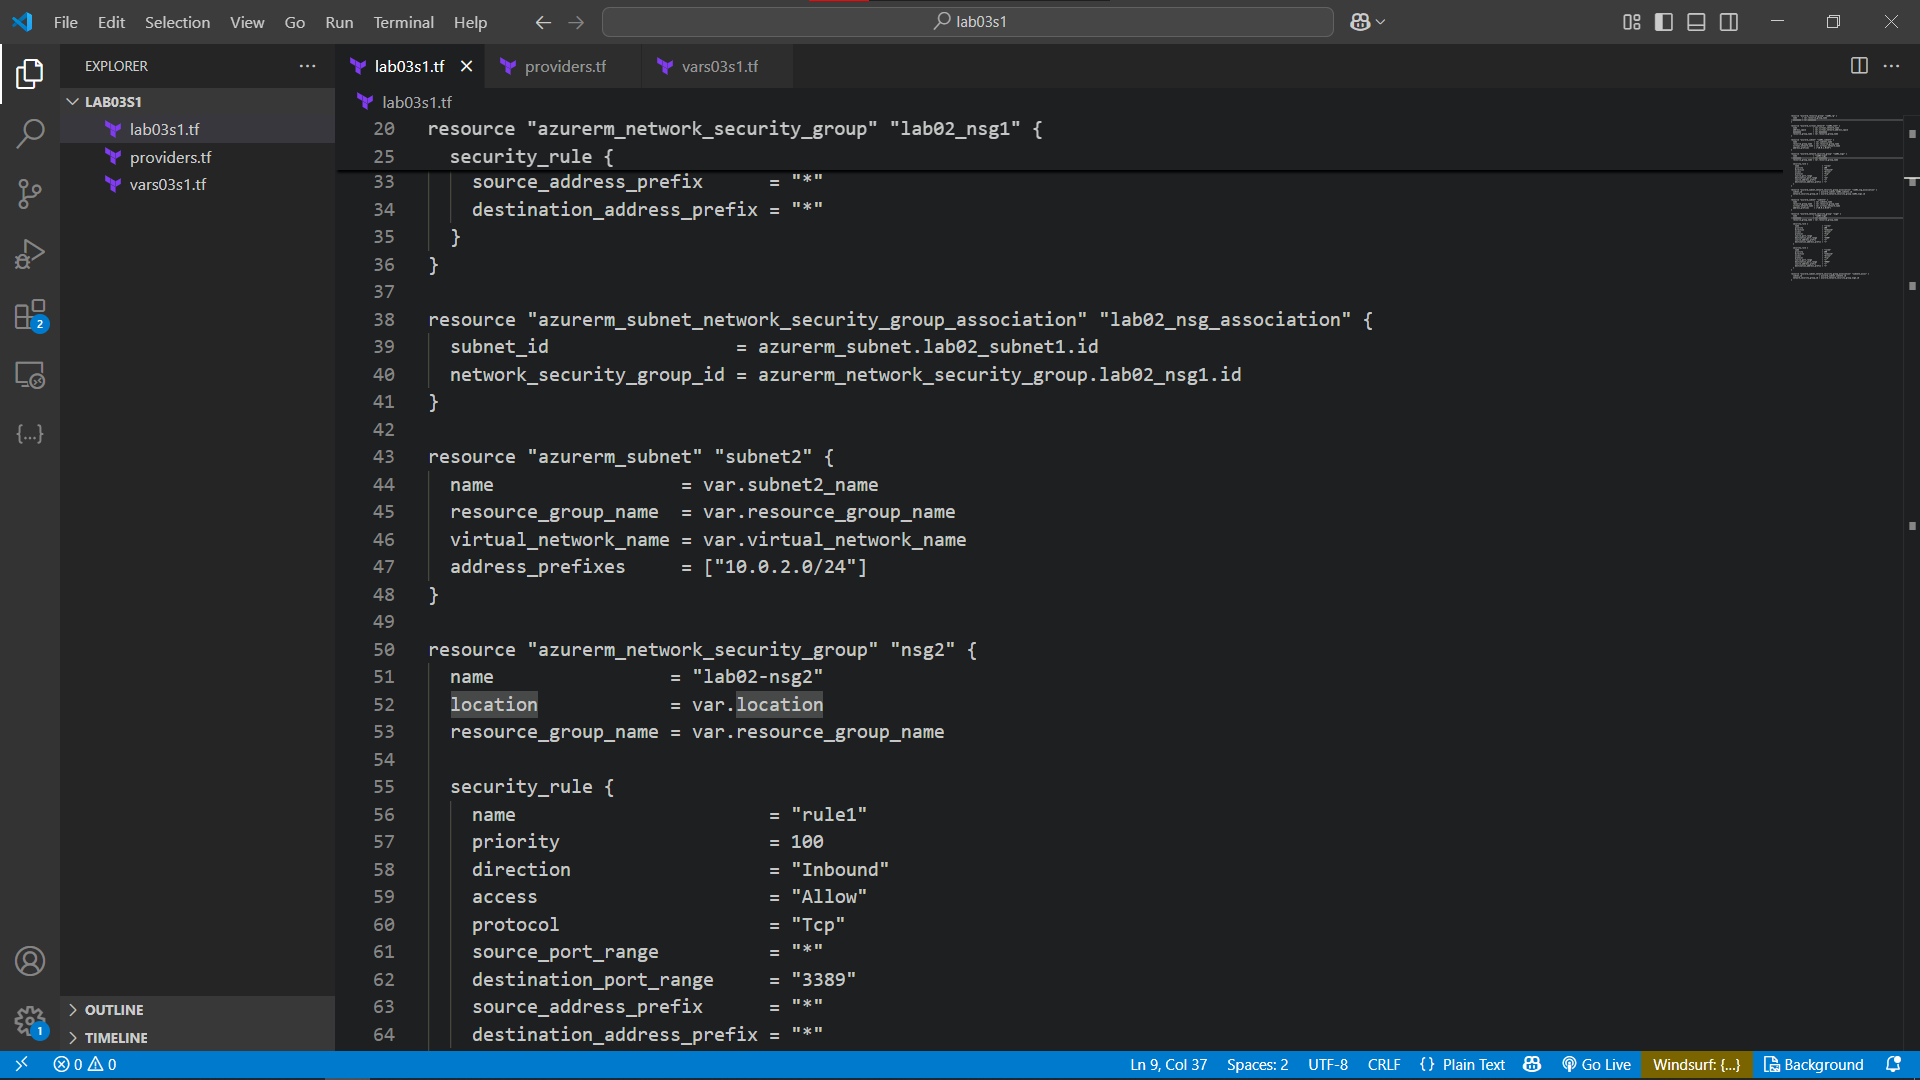 File Edit Selection View Go Run Terminal Help
lab03s1
EXPLORER
LAB03S1
lab03s1.tf
providers.tf
vars03s1.tf
OUTLINE
TIMELINE
2
1
lab03s1.tf providers.tf vars03s1.tf
lab03s1.tf
20 resource "azurerm_network_security_group" "lab02_nsg1" {
25 security_rule {
33 source_address_prefix = "*"
34 destination_address_prefix = "*"
35 }
36 }
37
38 resource "azurerm_subnet_network_security_group_association" "lab02_nsg_association" {
39 subnet_id = azurerm_subnet.lab02_subnet1.id
40 network_security_group_id = azurerm_network_security_group.lab02_nsg1.id
41 }
42
43 resource "azurerm_subnet" "subnet2" {
44 name = var.subnet2_name
45 resource_group_name = var.resource_group_name
46 virtual_network_name = var.virtual_network_name
47 address_prefixes = ["10.0.2.0/24"]
48 }
49
50 resource "azurerm_network_security_group" "nsg2" {
51 name = "lab02-nsg2"
52 location = var.location
53 resource_group_name = var.resource_group_name
54
55 security_rule {
56 name = "rule1"
57 priority = 100
58 direction = "Inbound"
59 access = "Allow"
60 protocol = "Tcp"
61 source_port_range = "*"
62 destination_port_range = "3389"
63 source_address_prefix = "*"
64 destination_address_prefix = "*"
0 0 Ln 9, Col 37 Spaces: 2 UTF-8 CRLF {} Plain Text Go Live Windsurf: {...} Background